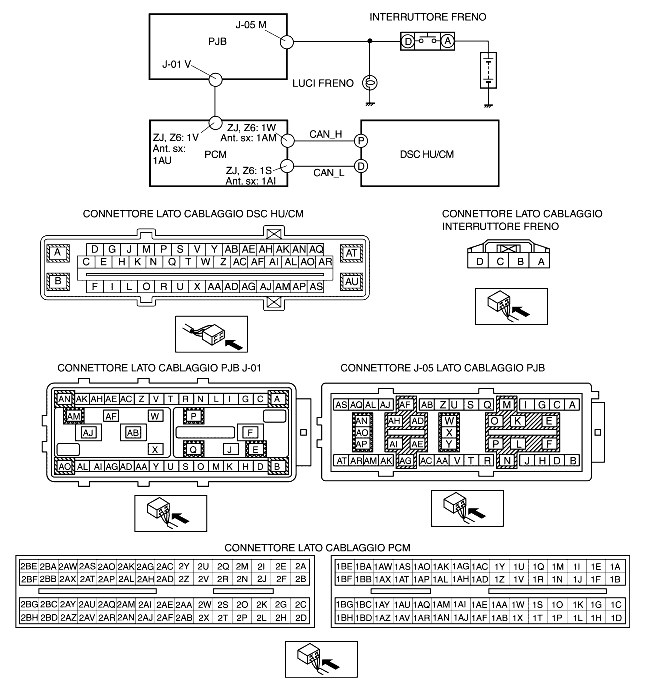 INTERRUTTORE FRENO
J-05 M
PJB
D A
J-01 V
LUCI FRENO
ZJ, Z6: 1V
Ant. sx:
1AU
ZJ, Z6: 1W
Ant. sx: 1AM
PCM
ZJ, Z6: 1S
Ant. sx: 1AI
CAN_H
CAN_L
P
D
DSC HU/CM
CONNETTORE LATO CABLAGGIO DSC HU/CM
A D G J M P S V Y AB AE AH AK AN AQ AT
C E H K N Q T W Z AC AF AI AL AO AR
B F I L O R U X AA AD AG AJ AM AP AS AU
CONNETTORE LATO CABLAGGIO
INTERRUTTORE FRENO
D C B A
CONNETTORE LATO CABLAGGIO PJB J-01
AN AK AH AE AC Z V T R N L I G C A
AM AF W P
AJ AB F
X Q J E
AO AL AI AG AD AA Y U S O M K H D B
CONNETTORE J-05 LATO CABLAGGIO PJB
AS AQ AL AJ AF AB Z U S Q M I G C A
AN AH AD W O K E
AO X
AP AI AE Y P L F
AT AR AM AK AG AC AA V T R N J H D B
CONNETTORE LATO CABLAGGIO PCM
2BE 2BA 2AW 2AS 2AO 2AK 2AG 2AC 2Y 2U 2Q 2M 2I 2E 2A
2BF 2BB 2AX 2AT 2AP 2AL 2AH 2AD 2Z 2V 2R 2N 2J 2F 2B
2BG 2BC 2AY 2AU 2AQ 2AM 2AI 2AE 2AA 2W 2S 2O 2K 2G 2C
2BH 2BD 2AZ 2AV 2AR 2AN 2AJ 2AF 2AB 2X 2T 2P 2L 2H 2D
1BE 1BA 1AW 1AS 1AO 1AK 1AG 1AC 1Y 1U 1Q 1M 1I 1E 1A
1BF 1BB 1AX 1AT 1AP 1AL 1AH 1AD 1Z 1V 1R 1N 1J 1F 1B
1BG 1BC 1AY 1AU 1AQ 1AM 1AI 1AE 1AA 1W 1S 1O 1K 1G 1C
1BH 1BD 1AZ 1AV 1AR 1AN 1AJ 1AF 1AB 1X 1T 1P 1L 1H 1D